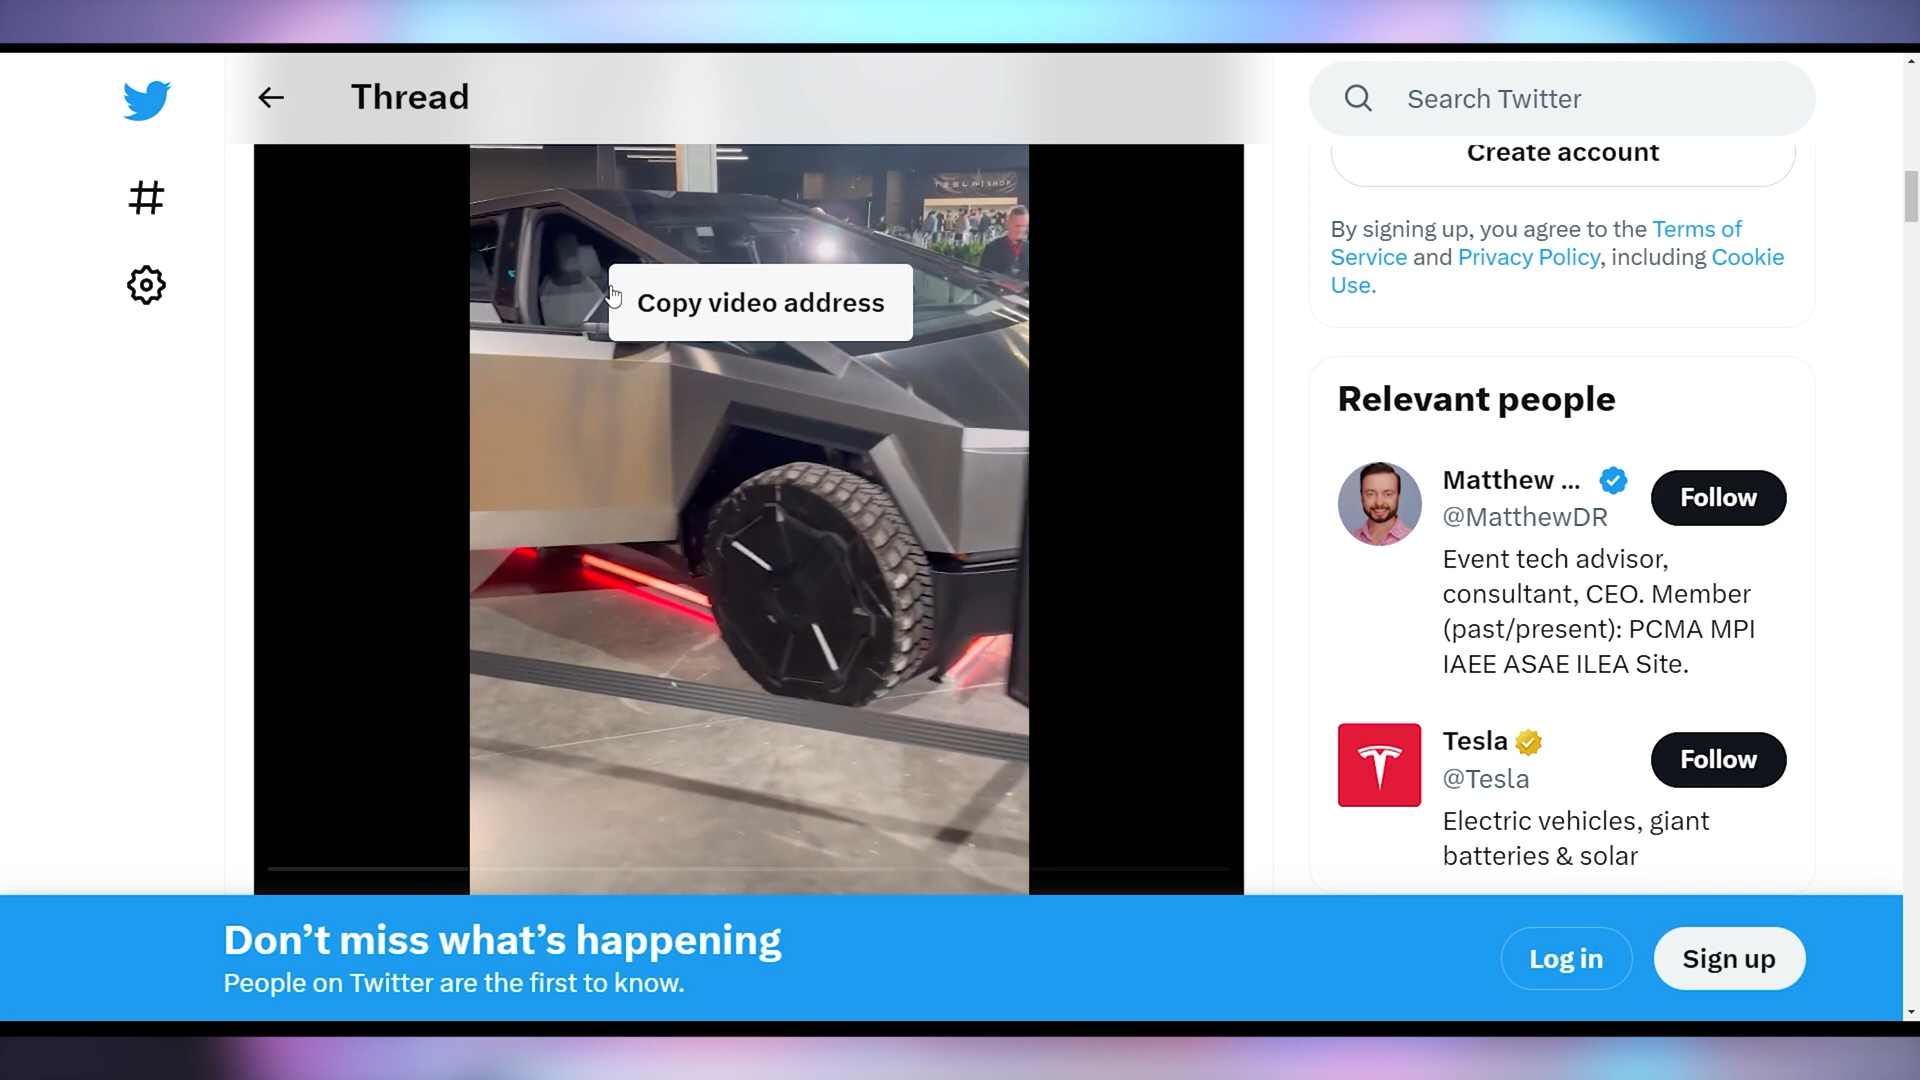 Thread
Search Twitter
TESLA SHOP
Copy video address
Create account
By signing up, you agree to the Terms of
Service and Privacy Policy, including Cookie
Use.
Relevant people
Matthew ...
@MatthewDR
Follow
Event tech advisor,
consultant, CEO. Member
(past/present): PCMA MPI
IAEE ASAE ILEA Site.
Tesla
@Tesla
Follow
Electric vehicles, giant
batteries & solar
Don’t miss what’s happening
People on Twitter are the first to know.
Log in
Sign up